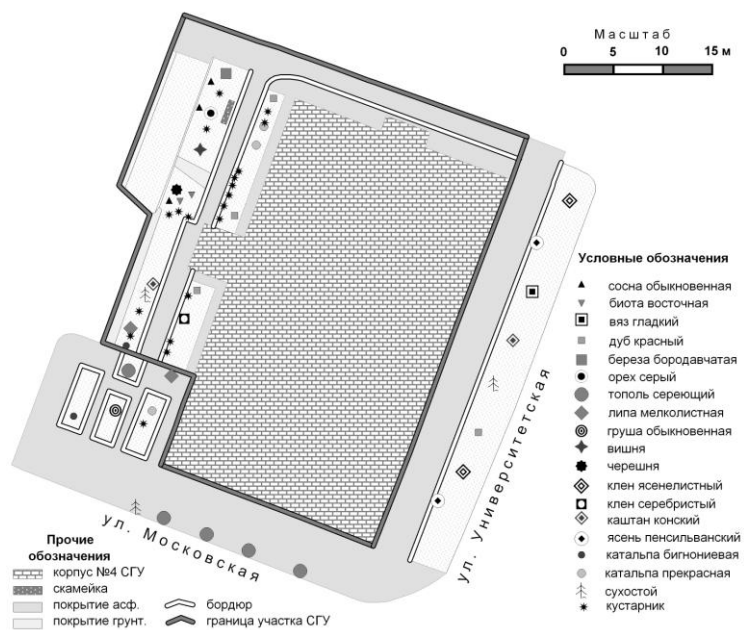 Масштаб
0 5 10 15 м
Условные обозначения
сосна обыкновенная
биота восточная
вяз гладкий
дуб красный
береза бородавчатая
орех серый
тополь сереющий
липа мелколистная
груша обыкновенная
вишня
черешня
клен ясенелистный
клен серебристый
каштан конский
ясень пенсильванский
катальпа бигнониевая
катальпа прекрасная
сухостой
кустарник
ул. Университетская
ул. Московская
Прочие
обозначения
корпус №4 СГУ
скамейка
покрытие асф.
покрытие грунт.
бордюр
граница участка СГУ